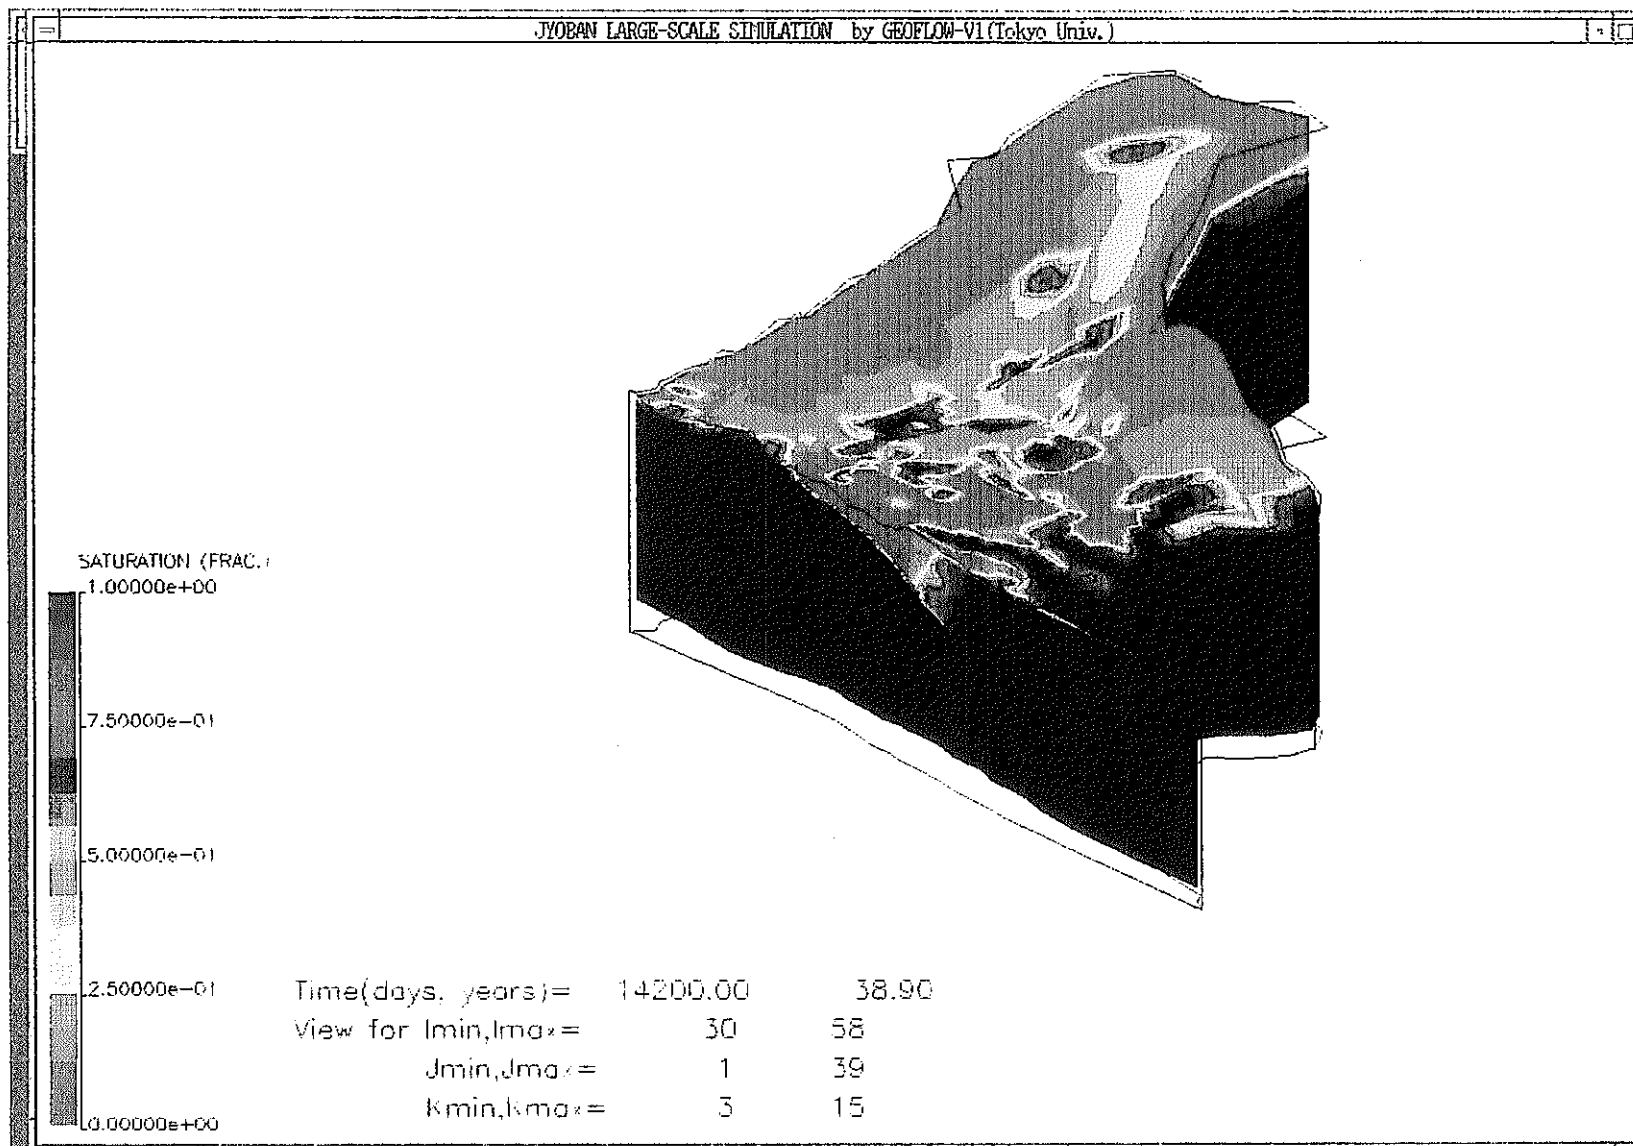 JYOBAN LARGE-SCALE SIMULATION by GEOFLOW-V1(Tokyo Univ.)
SATURATION (FRAC.)
1.00000e+00
7.50000e-01
5.00000e-01
2.50000e-01
0.00000e+00
Time(days, years)= 14200.00 38.90
View for Imin,Imax= 30 58
Jmin,Jmax= 1 39
Kmin,Kmax= 3 15